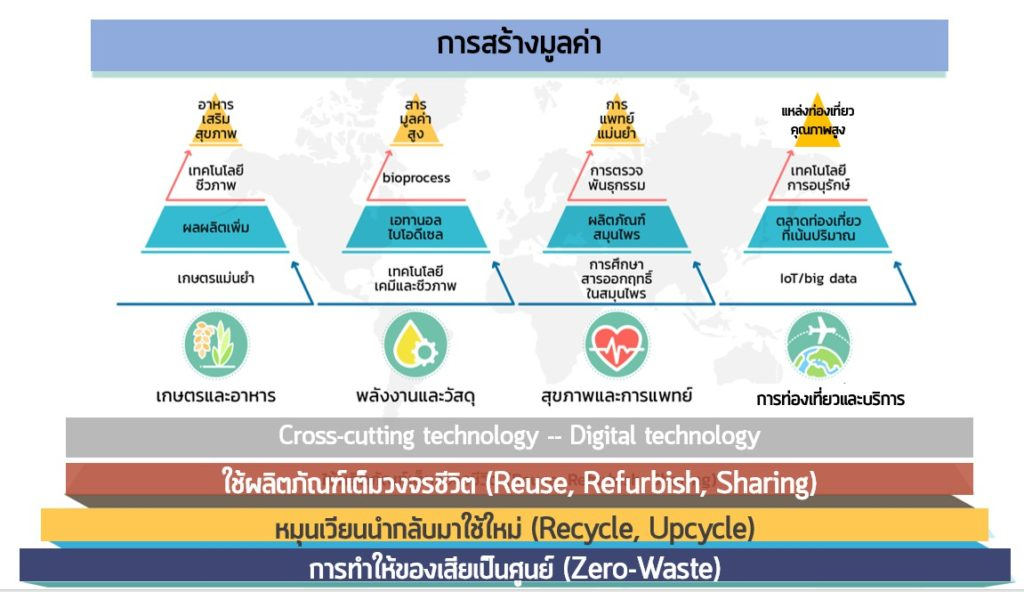 การสร้างมูลค่า
อาหาร
เสริม
สุขภาพ
เทคโนโลยี
ชีวภาพ
ผลผลิตเพิ่ม
เกษตรแม่นยำ
เกษตรและอาหาร
สาร
มูลค่า
สูง
bioprocess
เอทานอล
ไบโอดีเซล
เทคโนโลยี
เคมีและชีวภาพ
พลังงานและวัสดุ
การ
แพทย์
แม่นยำ
การตรวจ
พันธุกรรม
ผลิตภัณฑ์
สมุนไพร
การศึกษา
สารออกฤทธิ์
ในสมุนไพร
สุขภาพและการแพทย์
แหล่งท่องเที่ยว
คุณภาพสูง
เทคโนโลยี
การอนุรักษ์
ตลาดท่องเที่ยว
ที่เน้นปริมาณ
IoT/big data
การท่องเที่ยวและบริการ
Cross-cutting technology -- Digital technology
ใช้ผลิตภัณฑ์เต็มวงจรชีวิต (Reuse, Refurbish, Sharing)
หมุนเวียนนำกลับมาใช้ใหม่ (Recycle, Upcycle)
การทำให้ของเสียเป็นศูนย์ (Zero-Waste)